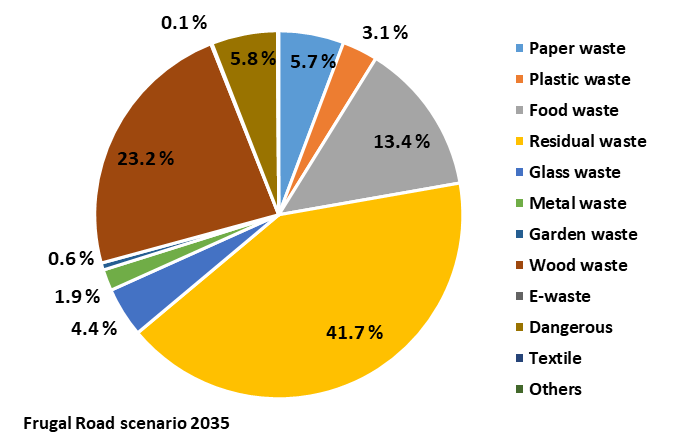 0.1 %
5.8 %
5.7 %
3.1 %
13.4 %
23.2 %
0.6 %
1.9 %
4.4 %
41.7 %
Paper waste
Plastic waste
Food waste
Residual waste
Glass waste
Metal waste
Garden waste
Wood waste
E-waste
Dangerous
Textile
Others
Frugal Road scenario 2035